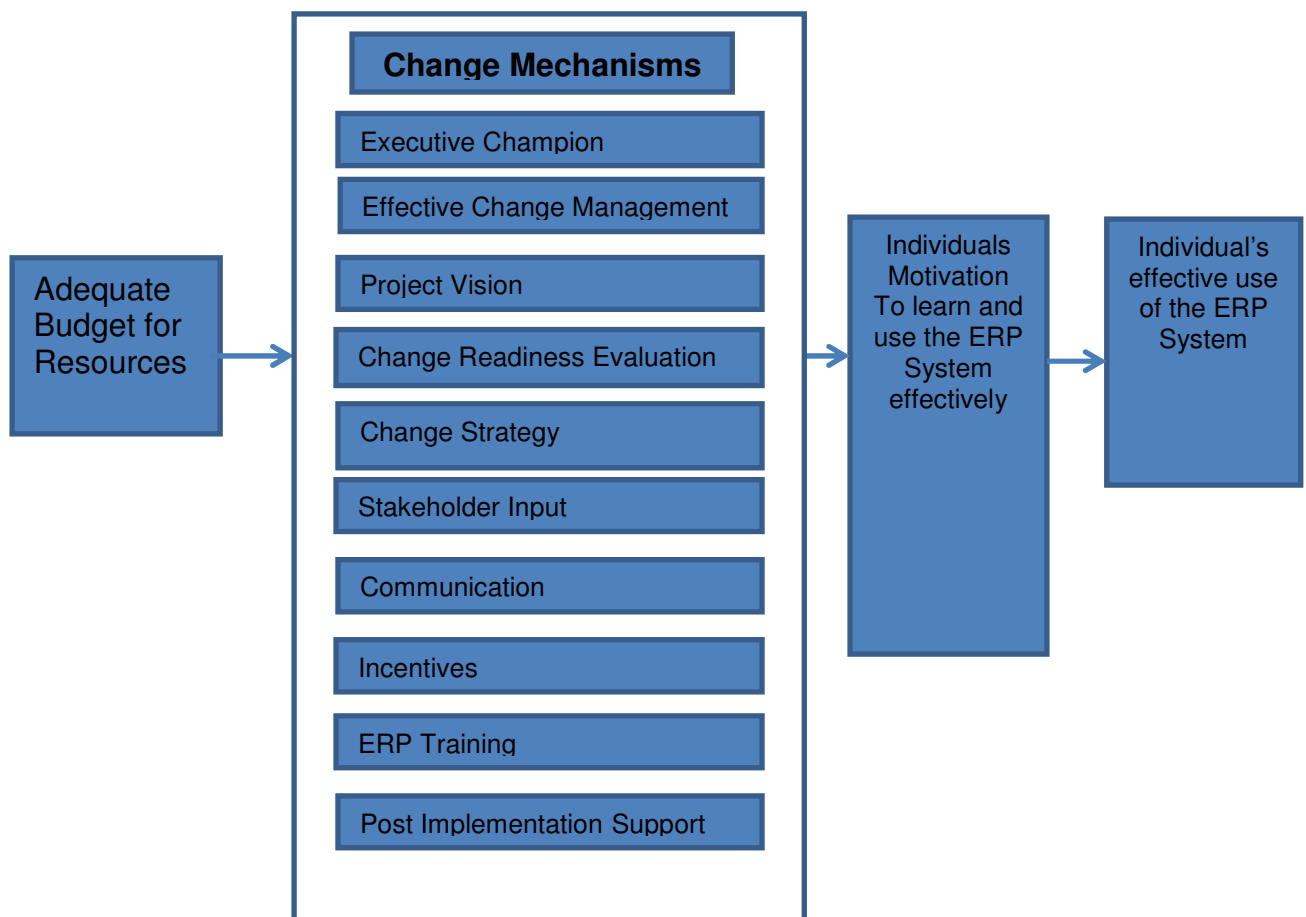 Change Mechanisms
Executive Champion
Effective Change Management
Project Vision
Change Readiness Evaluation
Change Strategy
Stakeholder Input
Communication
Incentives
ERP Training
Post Implementation Support
Adequate
Budget for
Resources
Individuals
Motivation
To learn and
use the ERP
System
effectively
Individual’s
effective use
of the ERP
System